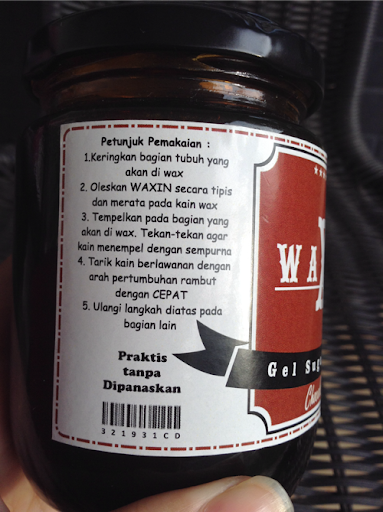 Petunjuk Pemakaian :
1.Keringkan bagian tubuh yang
akan di wax
2. Oleskan WAXIN secara tipis
dan merata pada kain wax
3. Tempelkan pada bagian yang
akan di wax. Tekan-tekan agar
kain menempel dengan sempurna
4. Tarik kain berlawanan dengan
arah pertumbuhan rambut
dengan CEPAT
5. Ulangi langkah diatas pada
bagian lain
Praktis
tanpa
Dipanaskan
321931CD
WA
Gel Sug